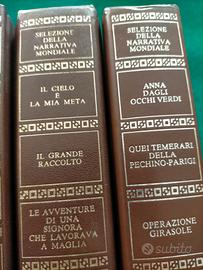 SELEZIONE
DELLA
NARRATIVA
MONDIALE
IL CIELO
È
LA MIA META
IL GRANDE
RACCOLTO
LE AVVENTURE
DI UNA
SIGNORA
CHE LAVORAVA
A MAGLIA
SELEZIONE
DELLA
NARRATIVA
MONDIALE
ANNA
DAGLI
OCCHI VERDI
QUEI TEMERARI
DELLA
PECHINO-PARIGI
OPERAZIONE
GIRASOLE
subito